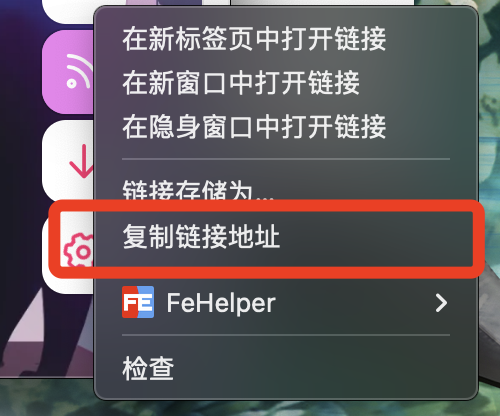 在新标签页中打开链接
在新窗口中打开链接
在隐身窗口中打开链接
链接存储为...
复制链接地址
FE FeHelper
检查